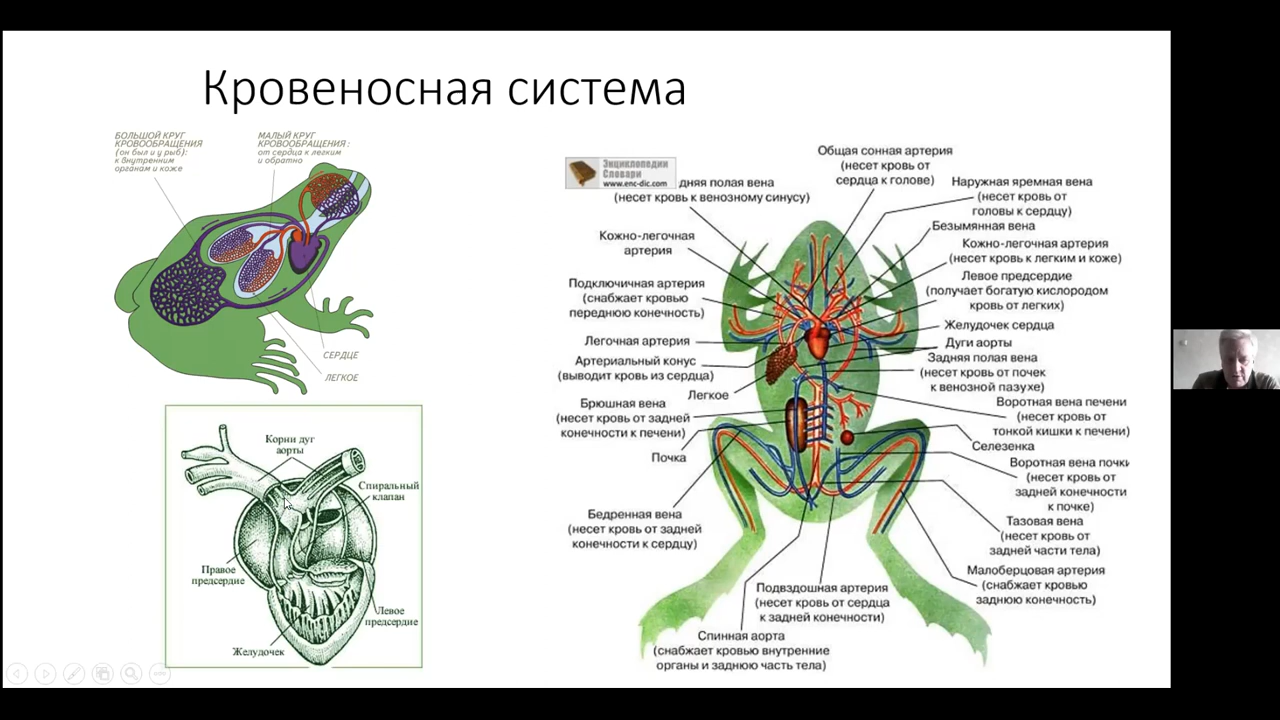 Кровеносная система
БОЛЬШОЙ КРУГ
КРОВООБРАЩЕНИЯ
(он был и у рыб):
к внутренним
органам и коже
МАЛЫЙ КРУГ
КРОВООБРАЩЕНИЯ:
от сердца к легким
и обратно
СЕРДЦЕ
ЛЕГКОЕ
Корни дуг
аорты
Спиральный
клапан
Правое
предсердие
Левое
предсердие
Желудочек
Энциклопедии
Словари
www.enc-dic.com
дняя полая вена
(несет кровь к венозному синусу)
Кожно-легочная
артерия
Подключичная артерия
(снабжает кровью
переднюю конечность)
Легочная артерия
Артериальный конус
(выводит кровь из сердца)
Легкое
Брюшная вена
(несет кровь от задней
конечности к печени)
Почка
Бедренная вена
(несет кровь от задней
конечности к сердцу)
Общая сонная артерия
(несет кровь от
сердца к голове)
Наружная яремная вена
(несет кровь от
головы к сердцу)
Безымянная вена
Кожно-легочная артерия
(несет кровь к легким и коже)
Левое предсердие
(получает богатую кислородом
кровь от легких)
Желудочек сердца
Дуги аорты
Задняя полая вена
(несет кровь от почек
к венозной пазухе)
Воротная вена печени
(несет кровь от
тонкой кишки к печени)
Селезенка
Воротная вена почки
(несет кровь от
задней конечности
к почке)
Тазовая вена
(несет кровь от
задней части тела)
Малоберцовая артерия
(снабжает кровью
заднюю конечность)
Подвздошная артерия
(несет кровь от сердца
к задней конечности)
Спинная аорта
(снабжает кровью внутренние
органы и заднюю часть тела)